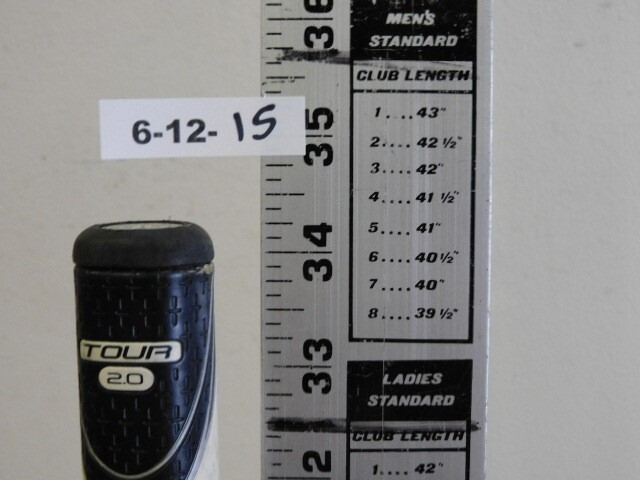 6-12-15
TOUR
2.0
36
35
34
33
2
MEN'S
STANDARD
CLUB LENGTH
1....43"
2....42 ½"
3....42"
4....41 ½"
5....41"
6....40 ½"
7....40"
8....39 ½"
LADIES
STANDARD
CLUB LENGTH
1....42"